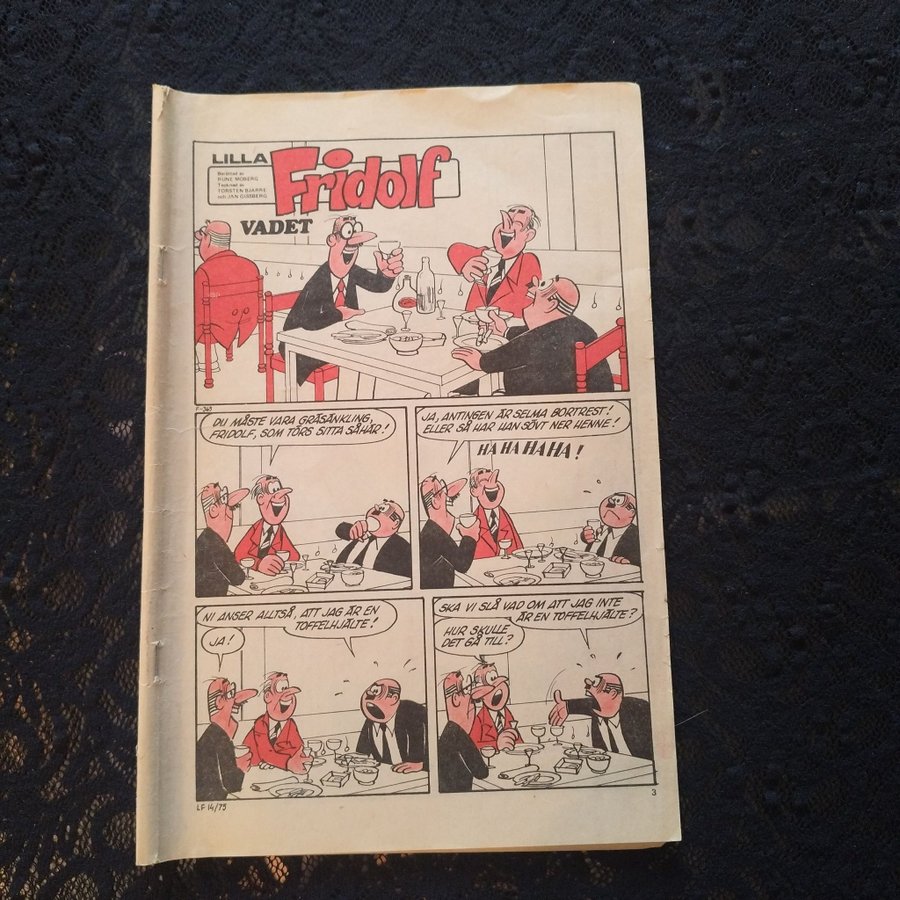 LILLA
Fridolf
Berättad av
RUNE MOBERG
Tecknad av
TORSTEN BJARRE
och JAN GISSBERG
VADET
F-369
DU MÅSTE VARA GRÄSÄNKLING,
FRIDOLF, SOM TÖRS SITTA SÅHÄR!
JA, ANTINGEN ÄR SELMA BORTREST!
ELLER SÅ HAR HAN SÖVT NER HENNE!
HA HA HA HA!
NI ANSER ALLTSÅ, ATT JAG ÄR EN
TOFFELHJÄLTE!
JA!
SKA VI SLÅ VAD OM ATT JAG INTE
ÄR EN TOFFELHJÄLTE?
HUR SKULLE
DET GÅ TILL?
LF 14/75
3